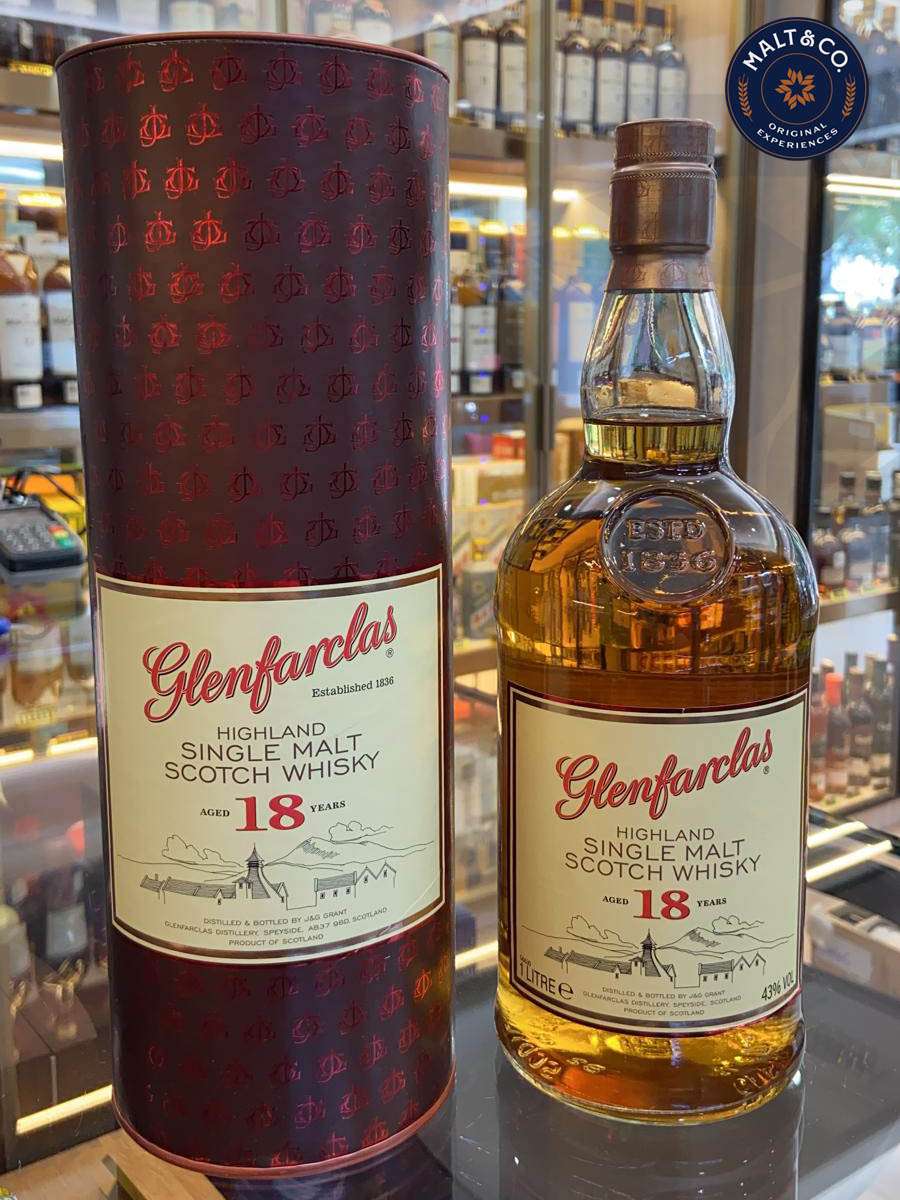 MALT & CO.
ORIGINAL
EXPERIENCES
Glenfarclas®
Established 1836
HIGHLAND
SINGLE MALT
SCOTCH WHISKY
AGED 18 YEARS
DISTILLED & BOTTLED BY J&G GRANT
GLENFARCLAS DISTILLERY, SPEYSIDE, AB37 9BD, SCOTLAND
PRODUCT OF SCOTLAND
ESTD
1836
Glenfarclas®
HIGHLAND
SINGLE MALT
SCOTCH WHISKY
AGED 18 YEARS
1 LITRE e
43% VOL
DISTILLED & BOTTLED BY J&G GRANT
GLENFARCLAS DISTILLERY, SPEYSIDE, SCOTLAND
PRODUCT OF SCOTLAND